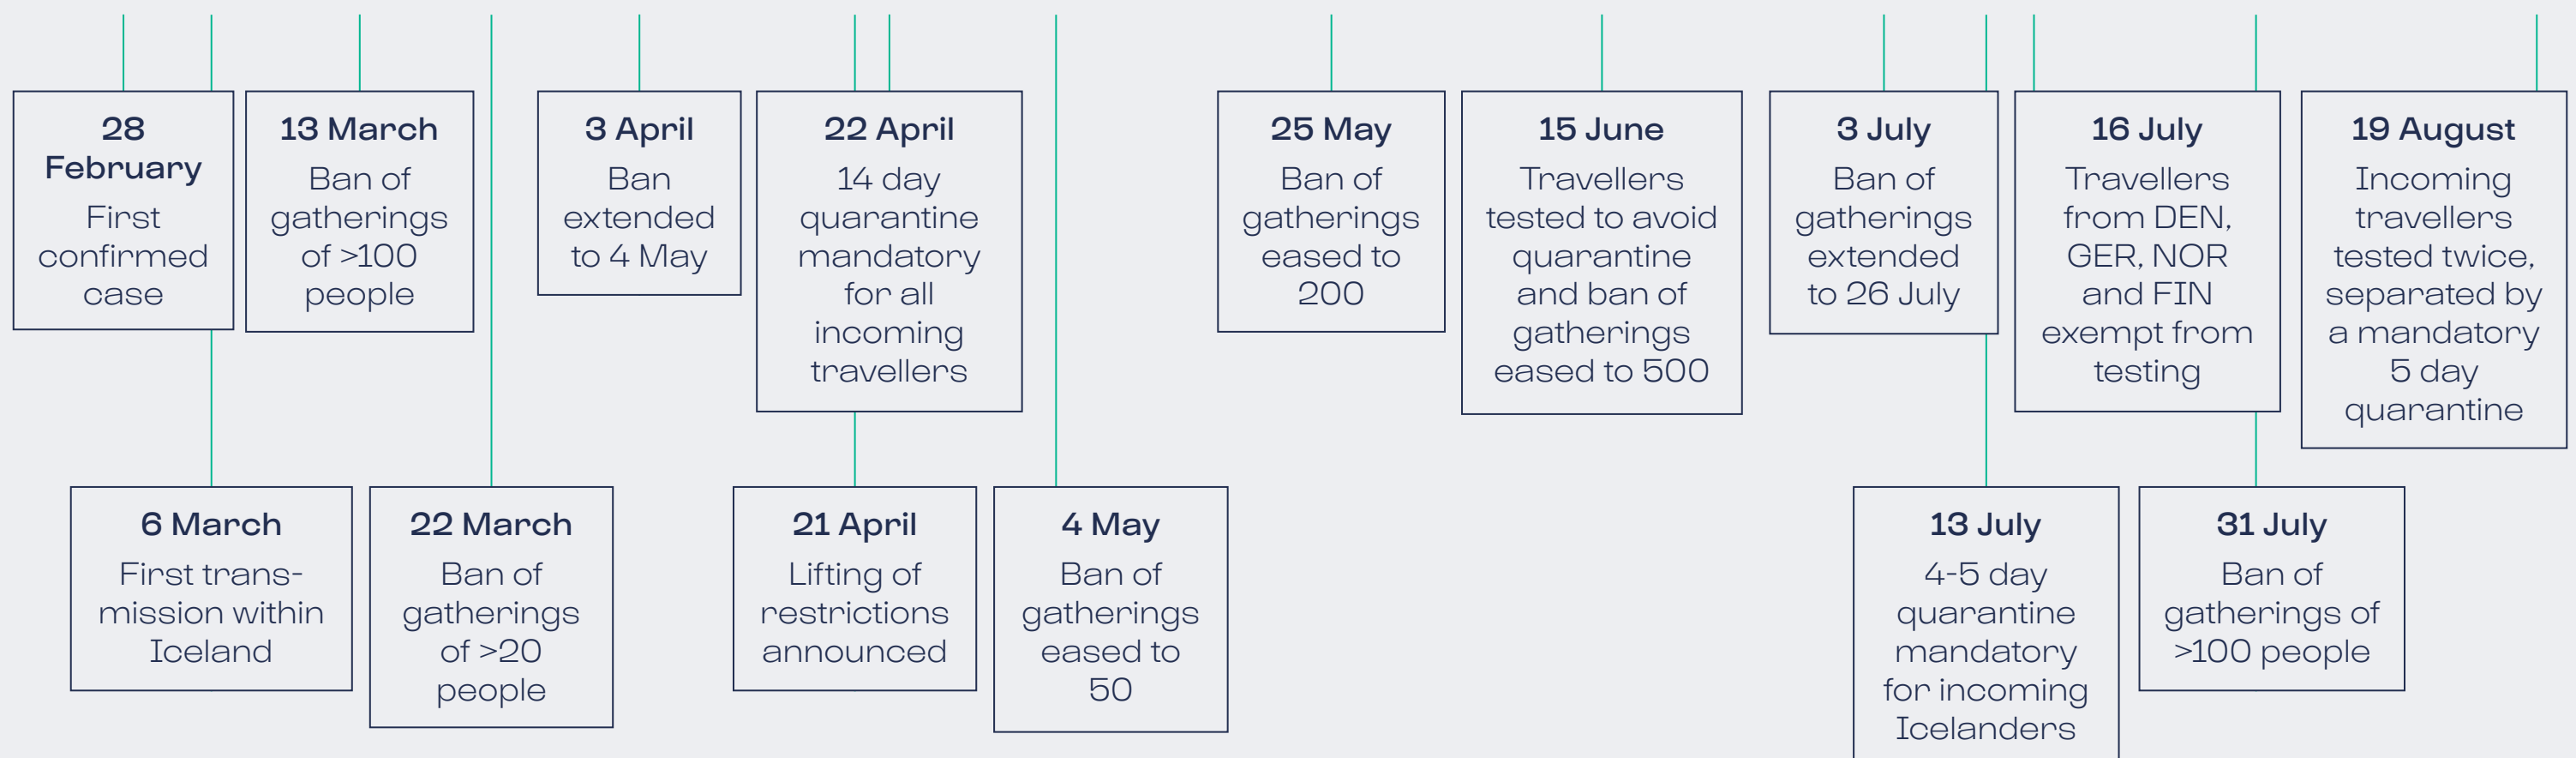 28
February
First
confirmed
case
13 March
Ban of
gatherings
of >100
people
3 April
Ban
extended
to 4 May
22 April
14 day
quarantine
mandatory
for all
incoming
travellers
25 May
Ban of
gatherings
eased to
200
15 June
Travellers
tested to avoid
quarantine
and ban of
gatherings
eased to 500
3 July
Ban of
gatherings
extended
to 26 July
16 July
Travellers
from DEN,
GER, NOR
and FIN
exempt from
testing
19 August
Incoming
travellers
tested twice,
separated by
a mandatory
5 day
quarantine
6 March
First trans-
mission within
Iceland
22 March
Ban of
gatherings
of >20
people
21 April
Lifting of
restrictions
announced
4 May
Ban of
gatherings
eased to
50
13 July
4-5 day
quarantine
mandatory
for incoming
Icelanders
31 July
Ban of
gatherings of
>100 people